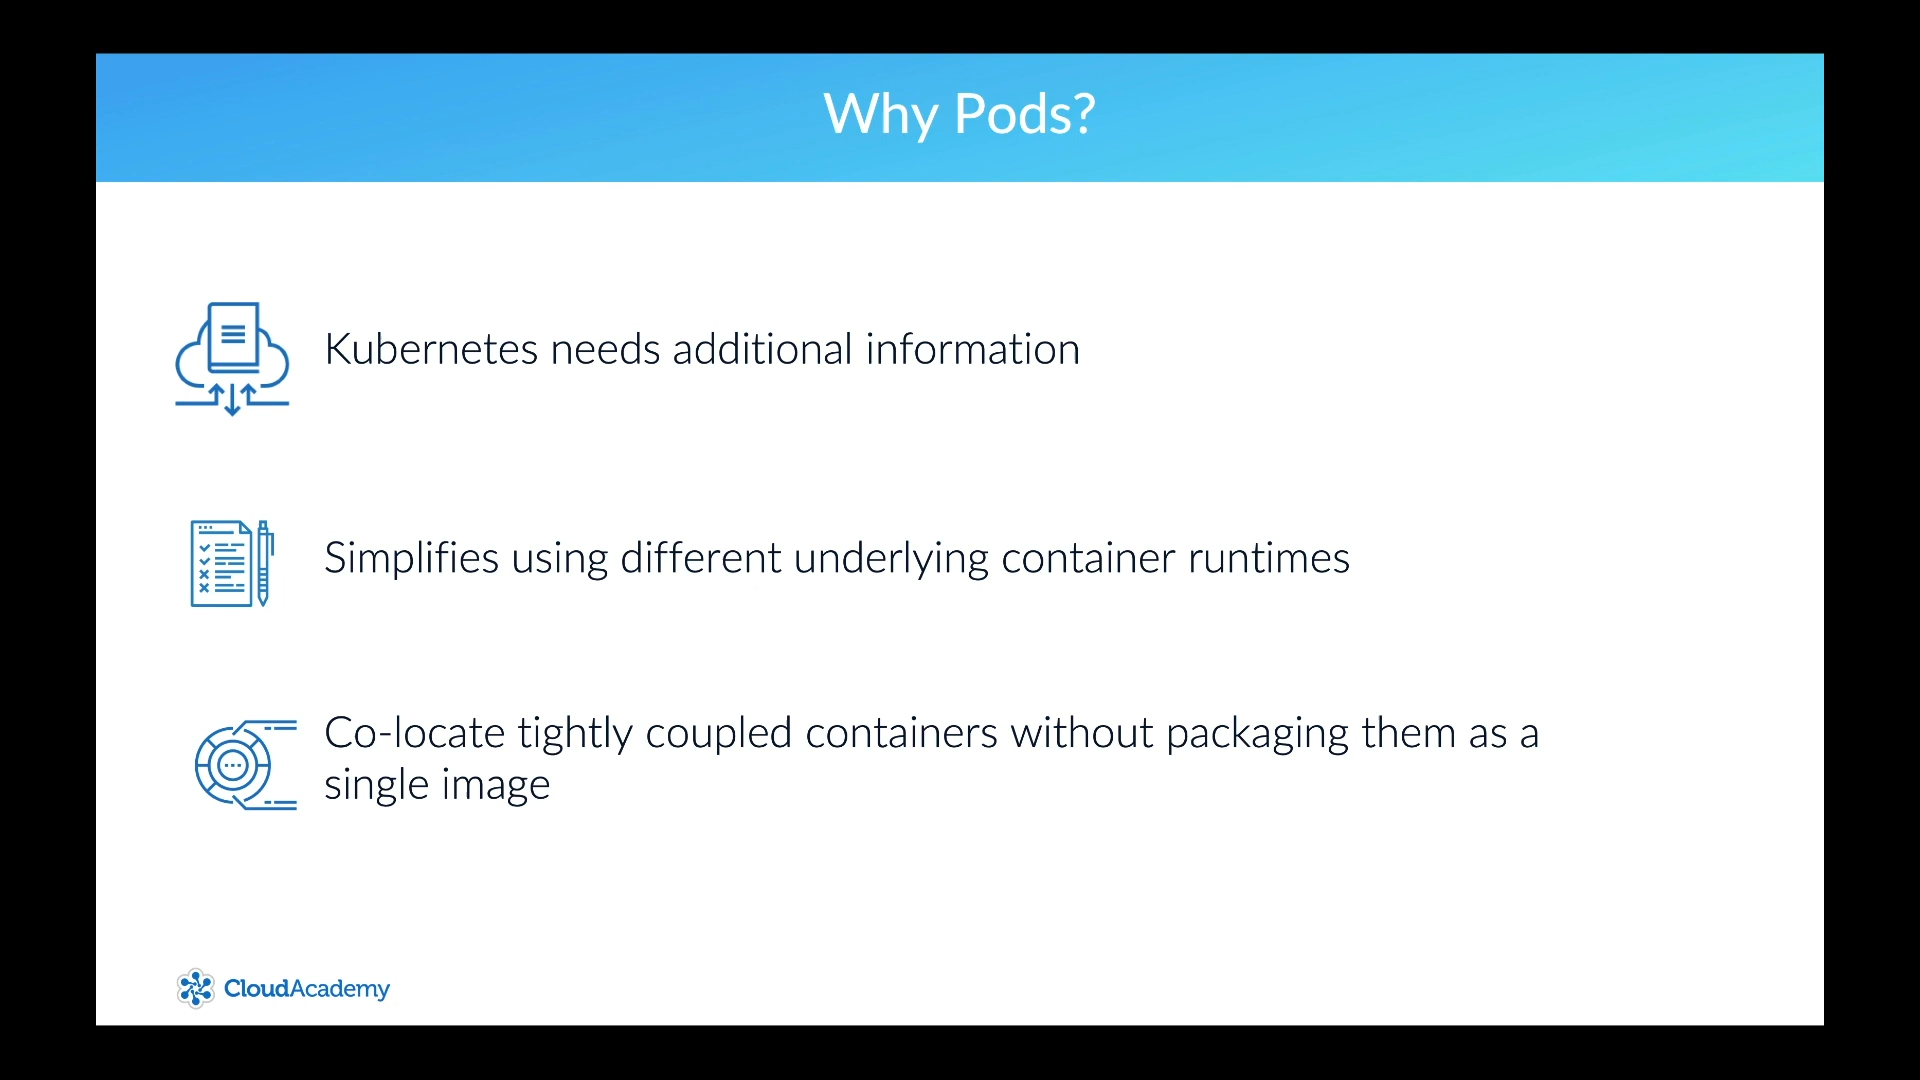 Why Pods?
Kubernetes needs additional information
Simplifies using different underlying container runtimes
Co-locate tightly coupled containers without packaging them as a
single image
CloudAcademy